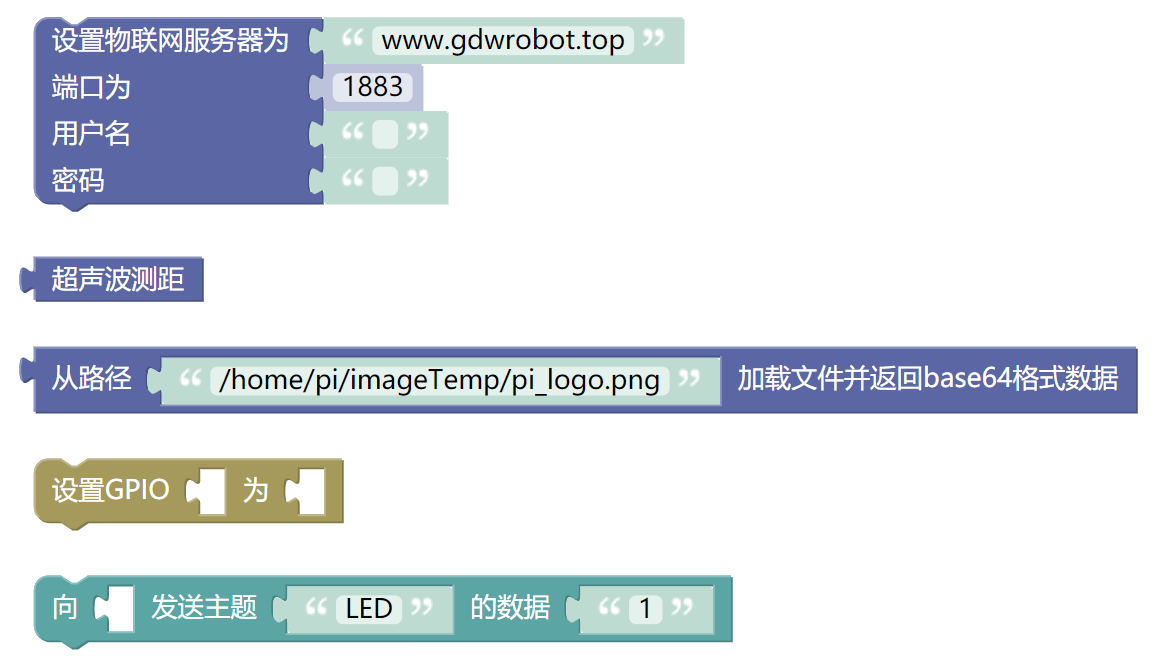 设置物联网服务器为 “ www.gdwrobot.top ”
端口为 1883
用户名 “ ”
密码 “ ”
超声波测距
从路径 “ /home/pi/imageTemp/pi_logo.png ” 加载文件并返回base64格式数据
设置GPIO 为
向 发送主题 “ LED ” 的数据 “ 1 ”